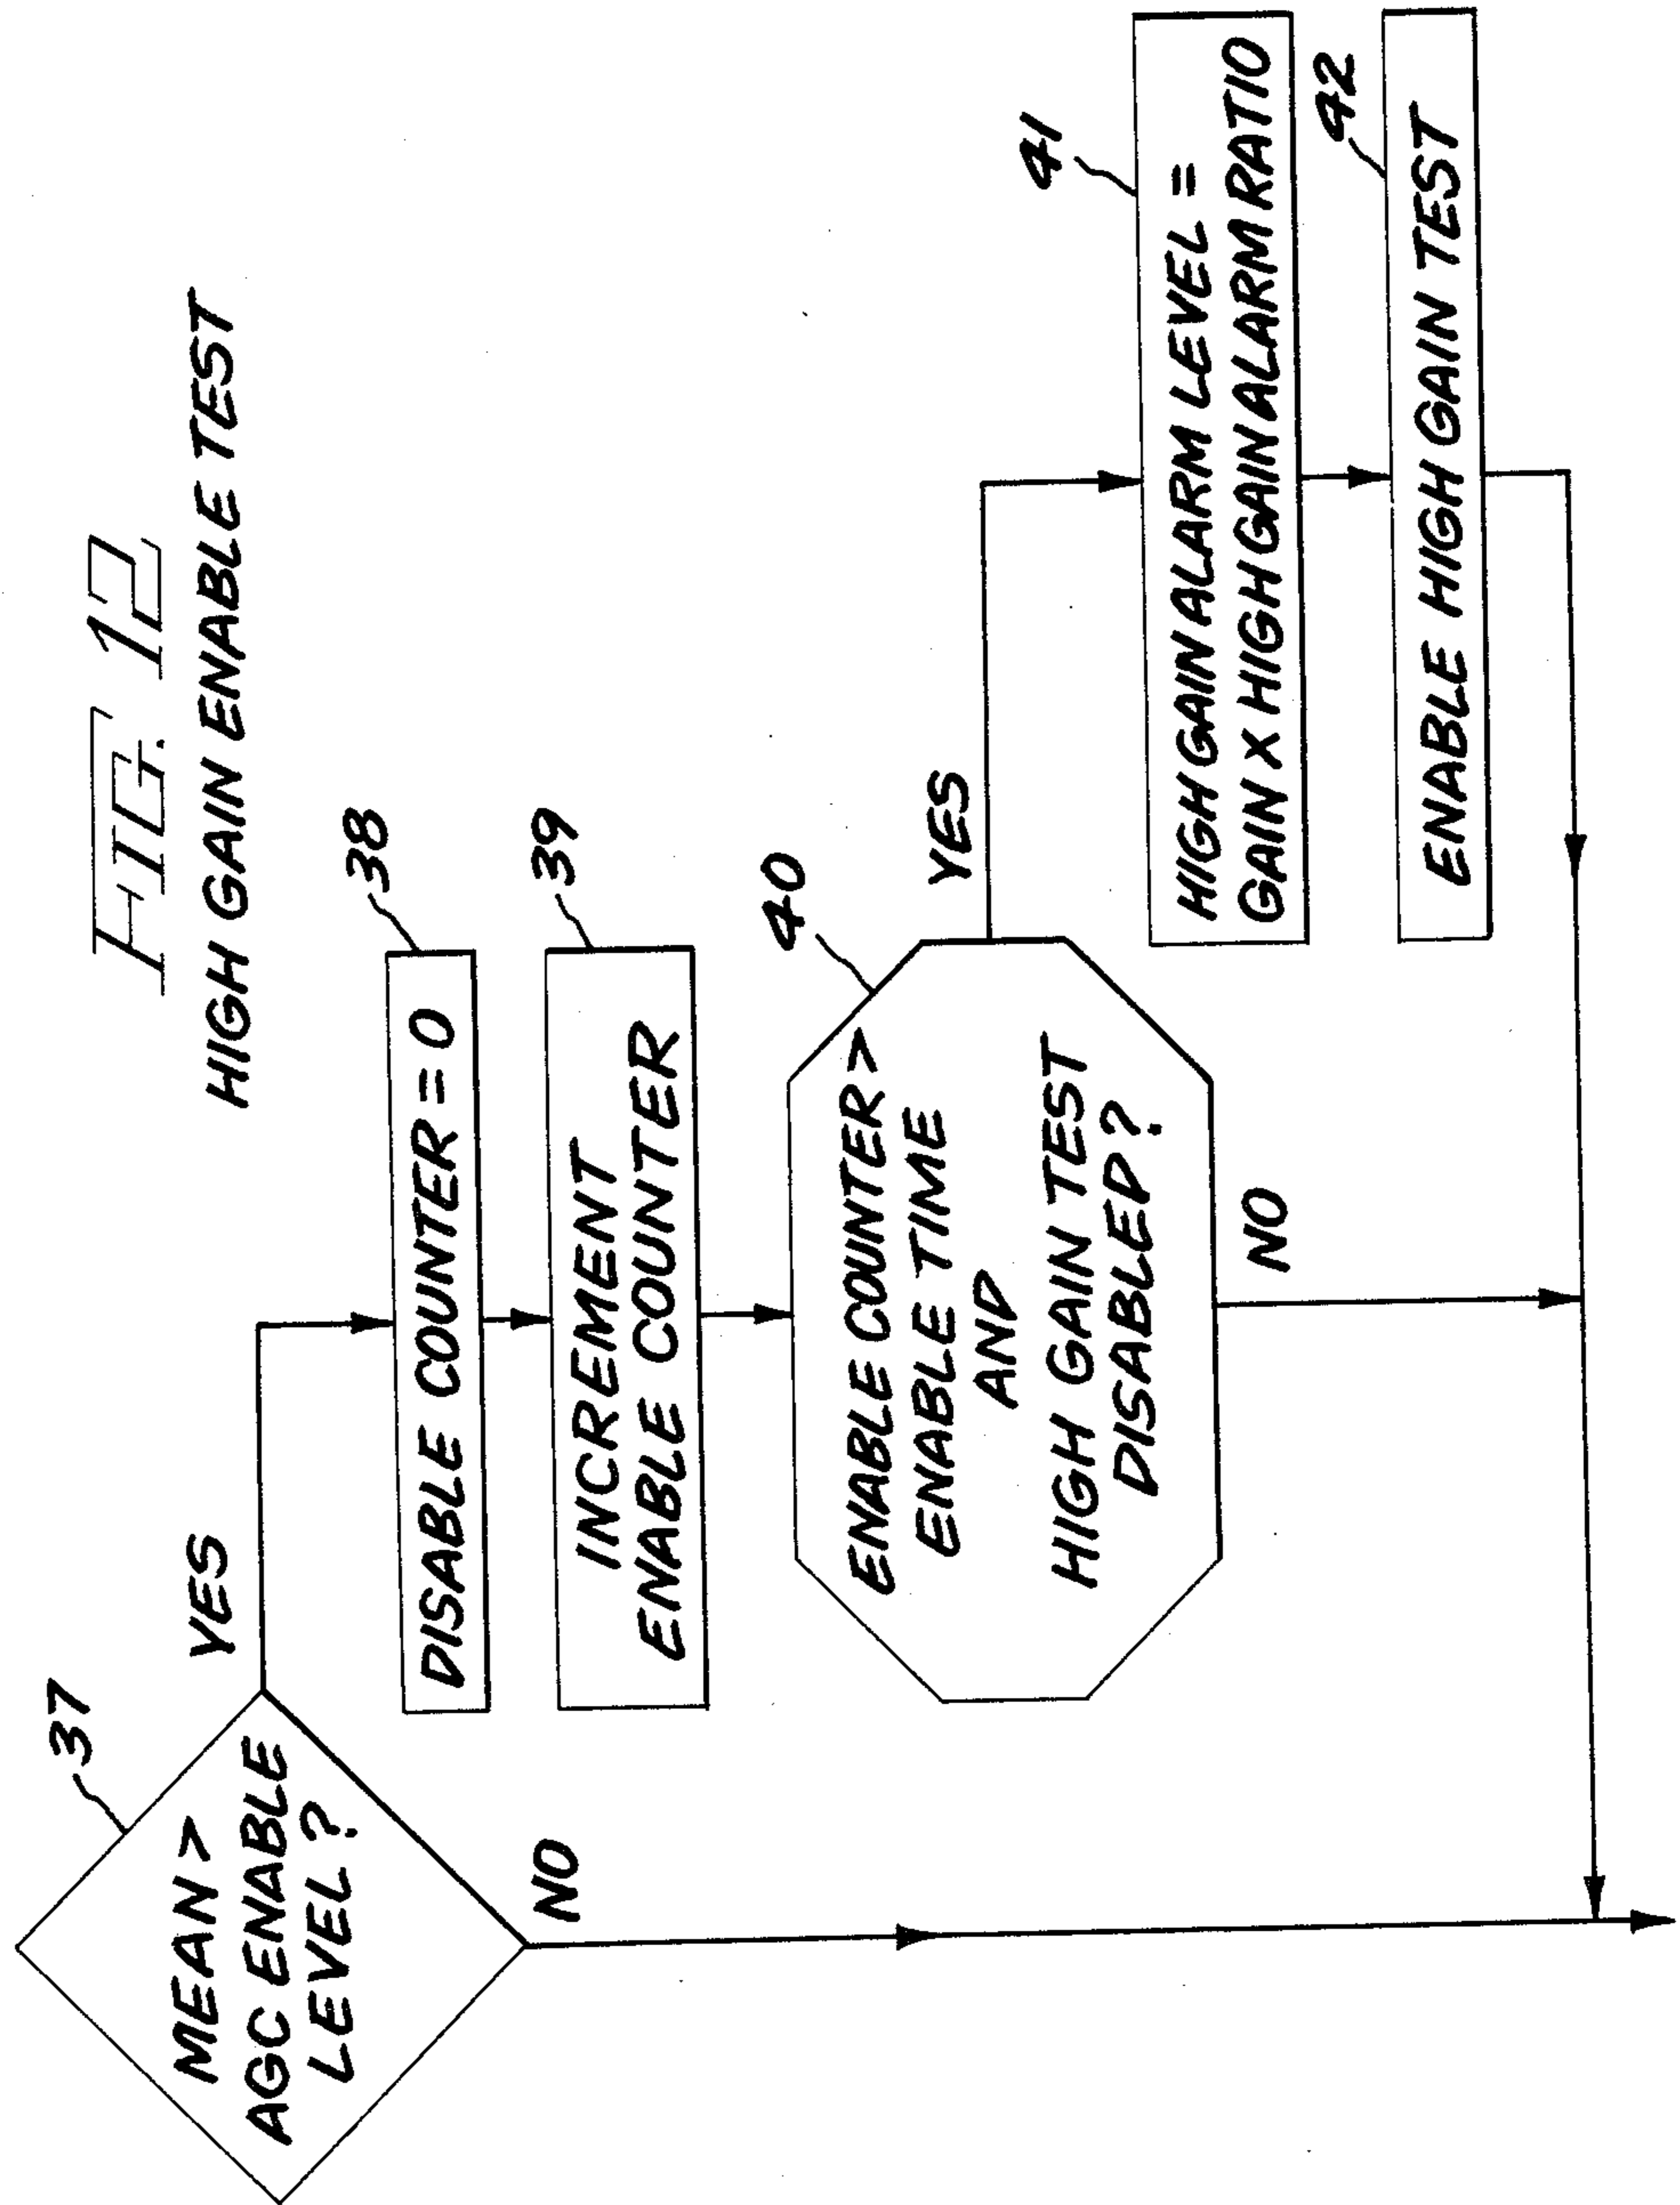 FIG. 12
HIGH GAIN ENABLE TEST
37
MEAN >
AGC ENABLE
LEVEL?
YES
NO
38
DISABLE COUNTER = 0
39
INCREMENT
ENABLE COUNTER
40
ENABLE COUNTER >
ENABLE TIME
AND
HIGH GAIN TEST
DISABLED?
YES
NO
41
HIGH GAIN ALARM LEVEL =
GAIN X HIGH GAIN ALARM RATIO
42
ENABLE HIGH GAIN TEST